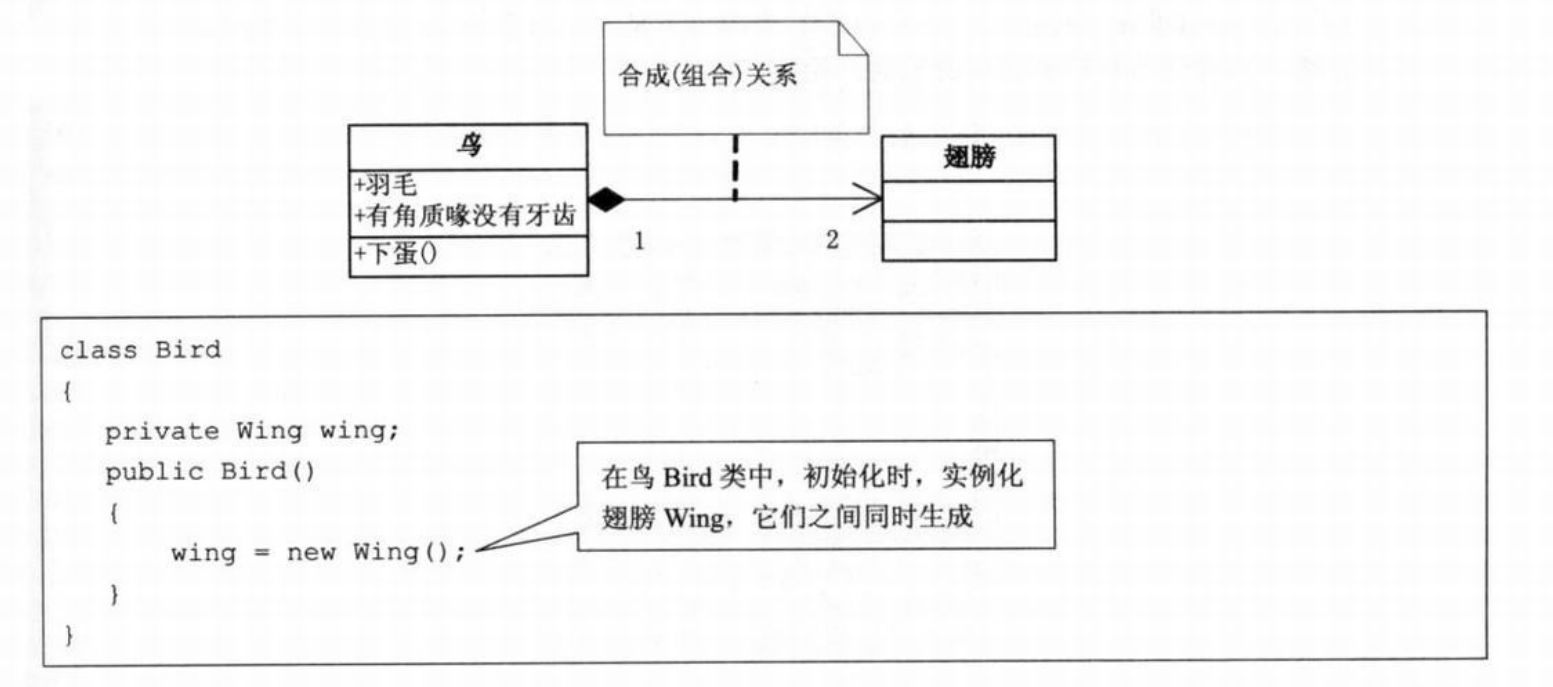 合成(组合)关系
鸟
+羽毛
+有角质喙没有牙齿
+下蛋()
1
2
翅膀
class Bird
{
private Wing wing;
public Bird()
{
wing = new Wing();
}
}
在鸟 Bird 类中，初始化时，实例化
翅膀 Wing，它们之间同时生成